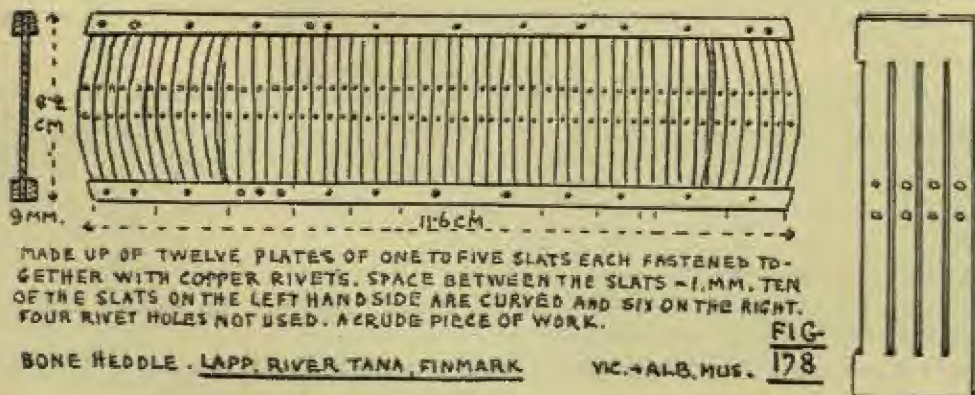 8·2
CM
9 MM.
11·6CM
MADE UP OF TWELVE PLATES OF ONE TO FIVE SLATS EACH FASTENED TO-
GETHER WITH COPPER RIVETS. SPACE BETWEEN THE SLATS = 1.MM. TEN
OF THE SLATS ON THE LEFT HAND SIDE ARE CURVED AND SIX ON THE RIGHT.
FOUR RIVET HOLES NOT USED. A CRUDE PIECE OF WORK.
BONE HEDDLE. LAPP. RIVER TANA, FINMARK
VIC. + ALB. MUS.
FIG-
178